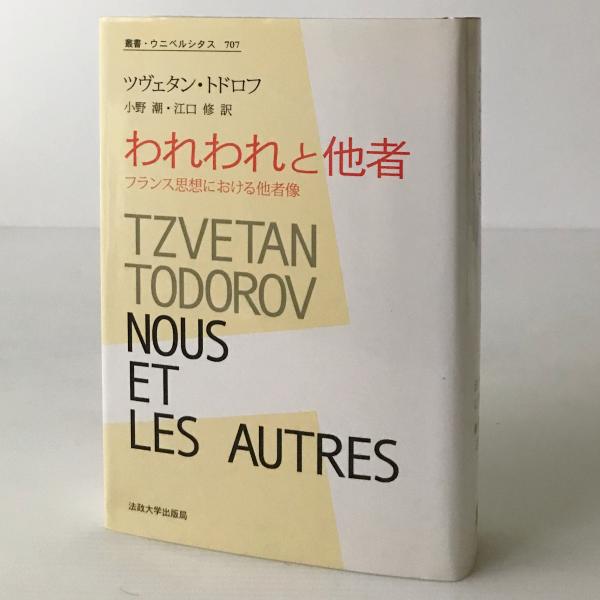 叢書・ウニベルシタス 707
ツヴェタン・トドロフ
小野 潮・江口 修 訳
われわれと他者
フランス思想における他者像
TZVETAN
TODOROV
NOUS
ET
LES AUTRES
法政大学出版局